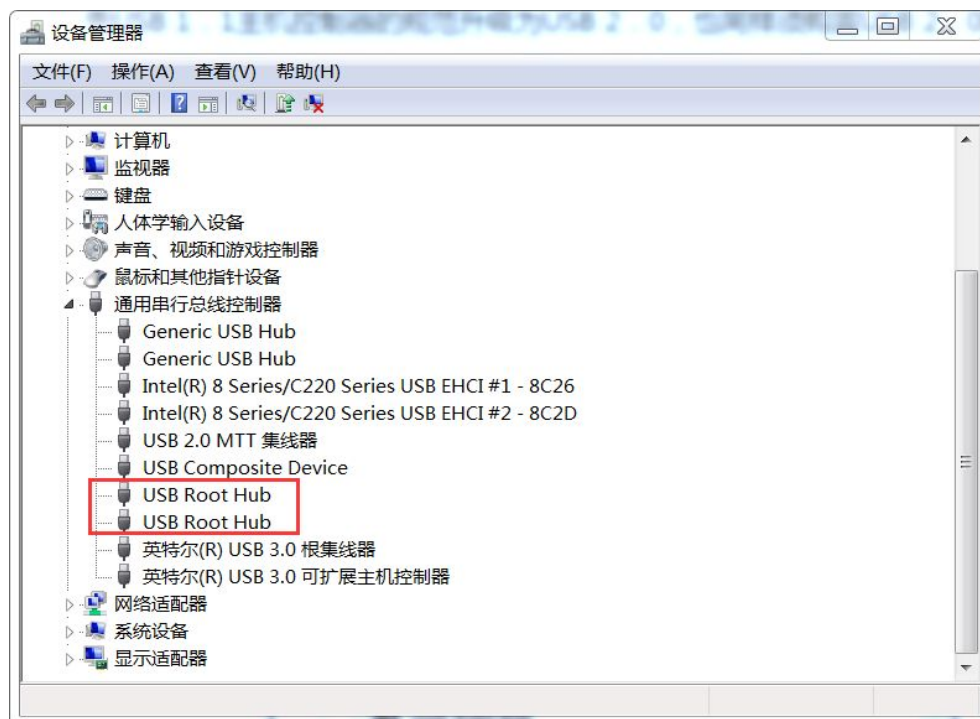 设备管理器
文件(F) 操作(A) 查看(V) 帮助(H)
计算机
监视器
键盘
人体学输入设备
声音、视频和游戏控制器
鼠标和其他指针设备
通用串行总线控制器
Generic USB Hub
Generic USB Hub
Intel(R) 8 Series/C220 Series USB EHCI #1 - 8C26
Intel(R) 8 Series/C220 Series USB EHCI #2 - 8C2D
USB 2.0 MTT 集线器
USB Composite Device
USB Root Hub
USB Root Hub
英特尔(R) USB 3.0 根集线器
英特尔(R) USB 3.0 可扩展主机控制器
网络适配器
系统设备
显示适配器